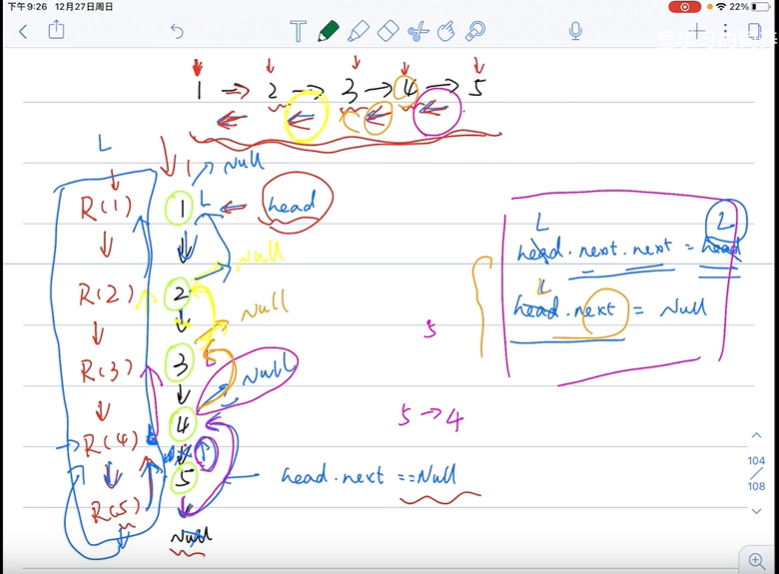 下午9:26 12月27日周日
22%
1 → 2 → 3 → 4 → 5
L
1
Null
R(1)
1
L
← head
R(2)
2
Null
R(3)
3
Null
R(4)
4
Null
R(5)
5
Null
head.next ==Null
5
5 → 4
L
L
head.next.next = head
L
head.next = Null
104
108